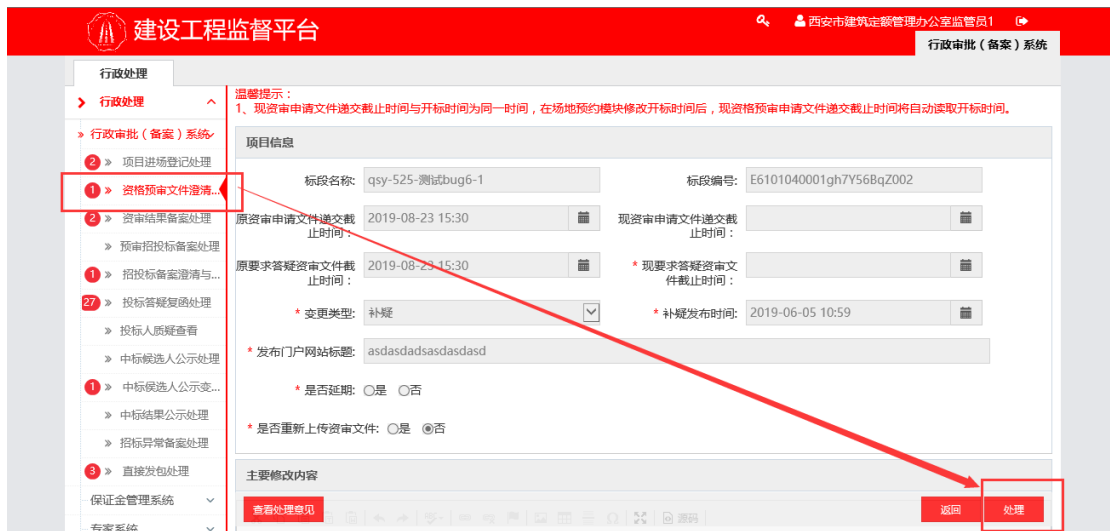 建设工程监督平台
西安市建筑定额管理办公室监管员1
行政审批（备案）系统
行政处理
行政处理
行政审批（备案）系统
2 项目进场登记处理
1 资格预审文件澄清...
2 资审结果备案处理
预审招投标备案处理
1 招投标备案澄清与...
27 投标答疑复函处理
投标人质疑查看
中标候选人公示处理
1 中标候选人公示变...
中标结果公示处理
招标异常备案处理
3 直接发包处理
保证金管理系统
专家系统
温馨提示：
1、现资审申请文件递交截止时间与开标时间为同一时间，在场地预约模块修改开标时间后，现资格预审申请文件递交截止时间将自动读取开标时间。
项目信息
标段名称: qsy-525-测试bug6-1 标段编号: E6101040001gh7Y56BqZ002
原资审申请文件递交截 2019-08-23 15:30 现资审申请文件递交截
止时间： 止时间：
原要求答疑资审文件截 2019-08-23 15:30 * 现要求答疑资审文
止时间： 件截止时间：
* 变更类型: 补疑 * 补疑发布时间: 2019-06-05 10:59
* 发布门户网站标题: asdasdadsasdasdasd
* 是否延期: 是 否
* 是否重新上传资审文件: 是 否
主要修改内容
查看处理意见 返回 处理
源码